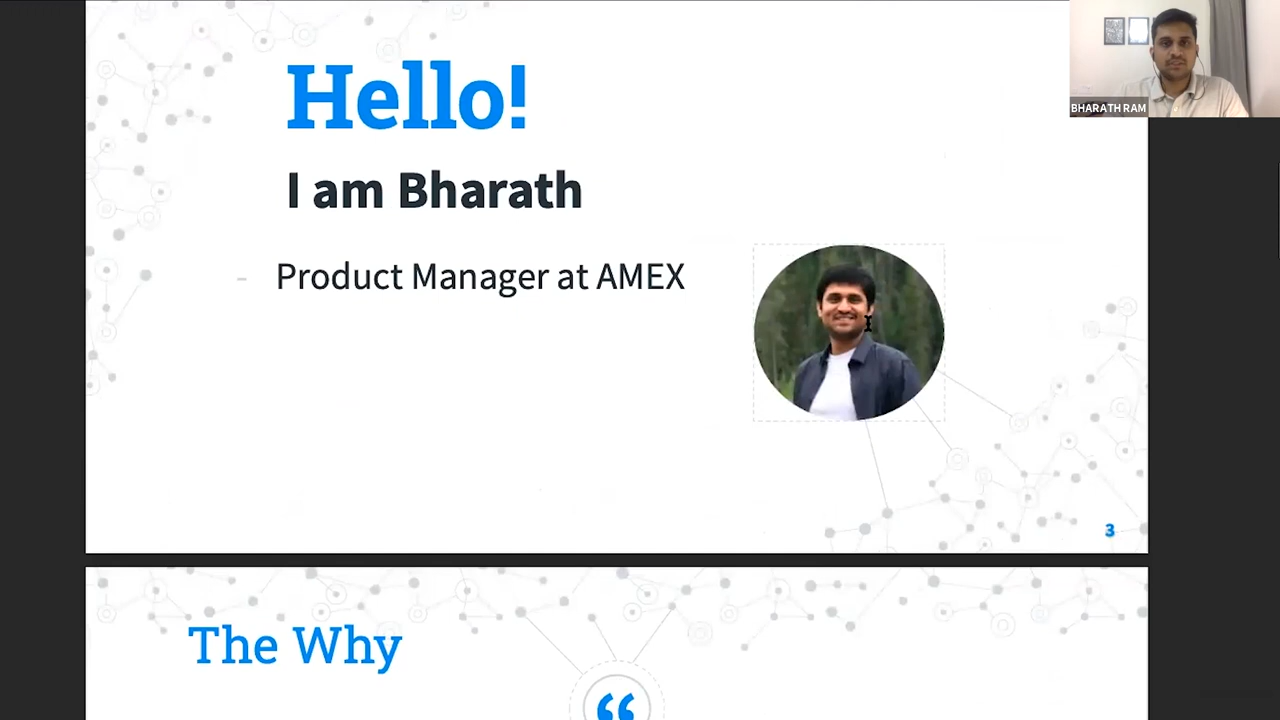 Hello!
BHARATH RAM
I am Bharath
- Product Manager at AMEX
3
The Why
“